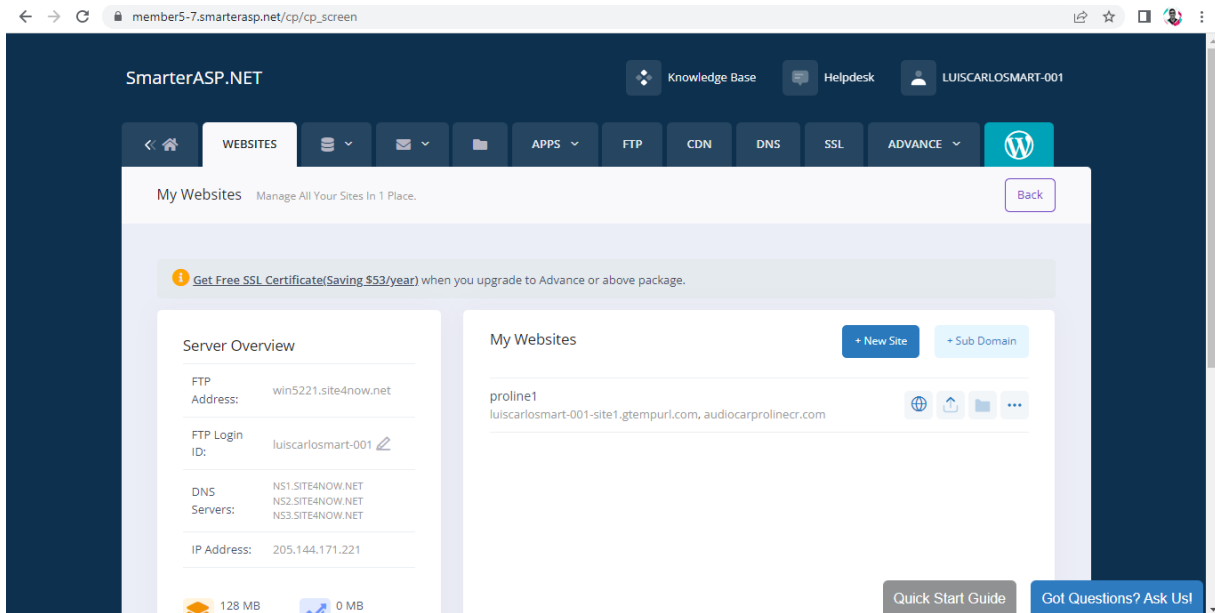 member5-7.smarterasp.net/cp/cp_screen
SmarterASP.NET
Knowledge Base
Helpdesk
LUISCARLOSMART-001
WEBSITES
APPS
FTP
CDN
DNS
SSL
ADVANCE
My Websites Manage All Your Sites In 1 Place.
Back
Get Free SSL Certificate(Saving $53/year) when you upgrade to Advance or above package.
Server Overview
FTP
Address:
win5221.site4now.net
FTP Login
ID:
luiscarlosmart-001
DNS
Servers:
NS1.SITE4NOW.NET
NS2.SITE4NOW.NET
NS3.SITE4NOW.NET
IP Address: 205.144.171.221
128 MB
0 MB
My Websites
+ New Site
+ Sub Domain
proline1
luiscarlosmart-001-site1.gtempurl.com, audiocarprolinecr.com
Quick Start Guide
Got Questions? Ask Us!